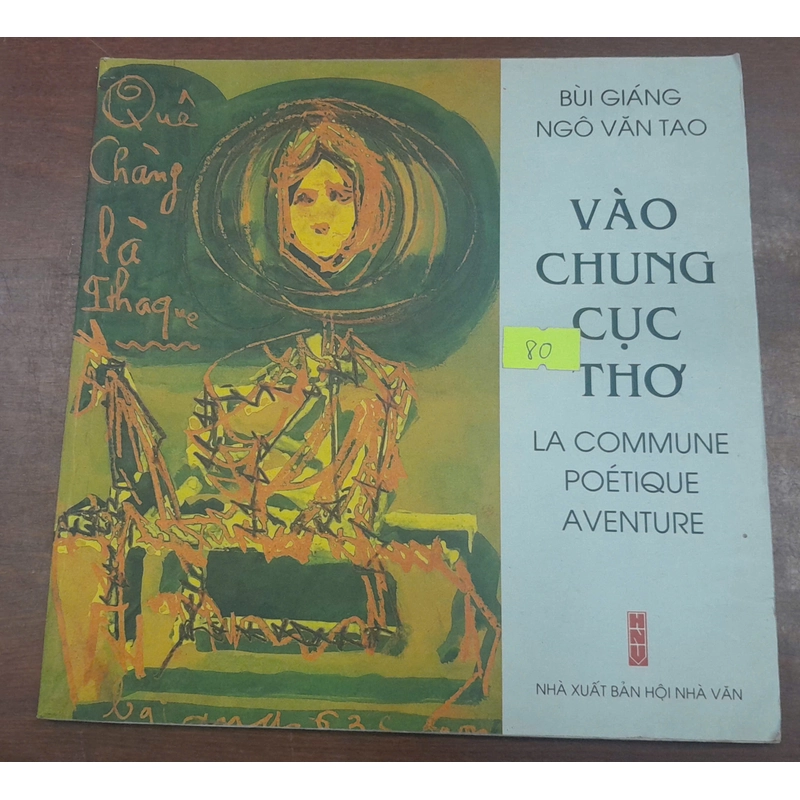 Quê
Chàng
là
Ithaque
BÙI GIÁNG
NGÔ VĂN TAO
VÀO
CHUNG
CỤC
THƠ
80
LA COMMUNE
POÉTIQUE
AVENTURE
HNV
NHÀ XUẤT BẢN HỘI NHÀ VĂN